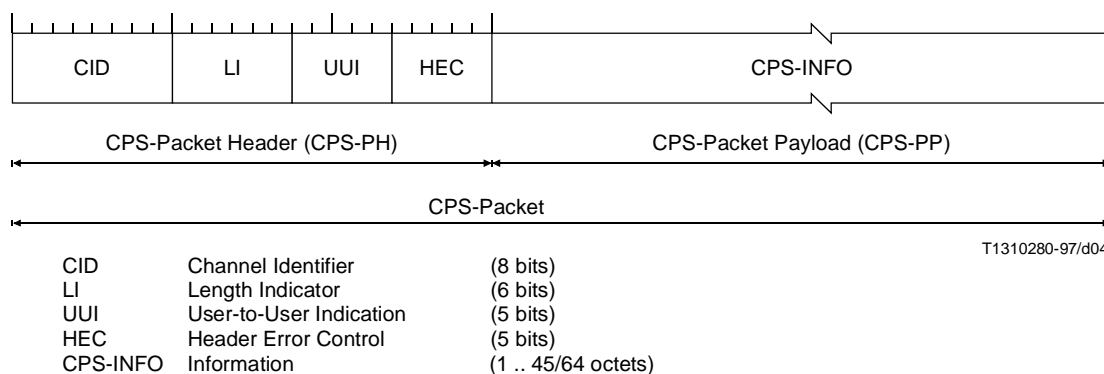 CID LI UUI HEC CPS-INFO
CPS-Packet Header (CPS-PH) CPS-Packet Payload (CPS-PP)
CPS-Packet
T1310280-97/d04
CID Channel Identifier (8 bits)
LI Length Indicator (6 bits)
UUI User-to-User Indication (5 bits)
HEC Header Error Control (5 bits)
CPS-INFO Information (1 .. 45/64 octets)